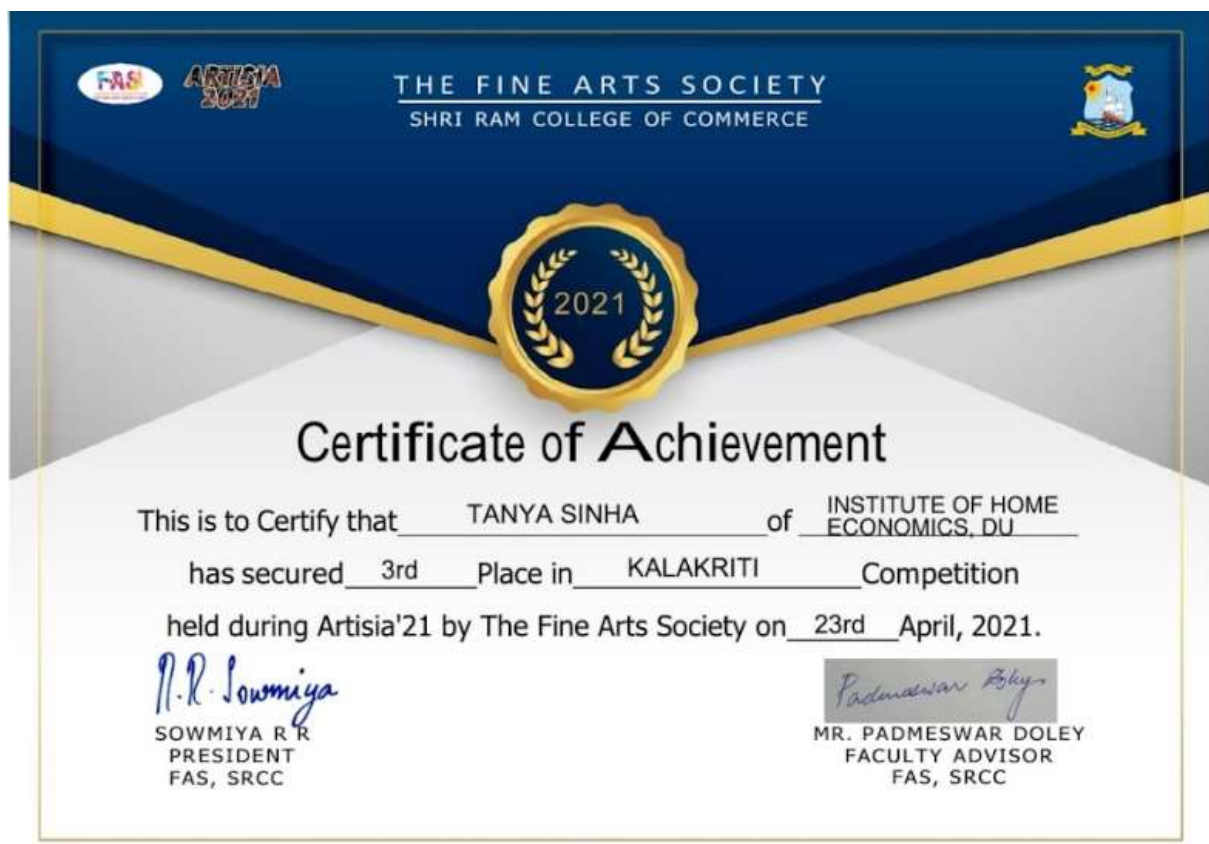 FAS
ARTISIA
2021
THE FINE ARTS SOCIETY
SHRI RAM COLLEGE OF COMMERCE
2021
Certificate of Achievement
This is to Certify that TANYA SINHA of INSTITUTE OF HOME
ECONOMICS, DU
has secured 3rd Place in KALAKRITI Competition
held during Artisia'21 by The Fine Arts Society on 23rd April, 2021.
N.R. Sowmiya
Padmeswar Doley
SOWMIYA R R
PRESIDENT
FAS, SRCC
MR. PADMESWAR DOLEY
FACULTY ADVISOR
FAS, SRCC